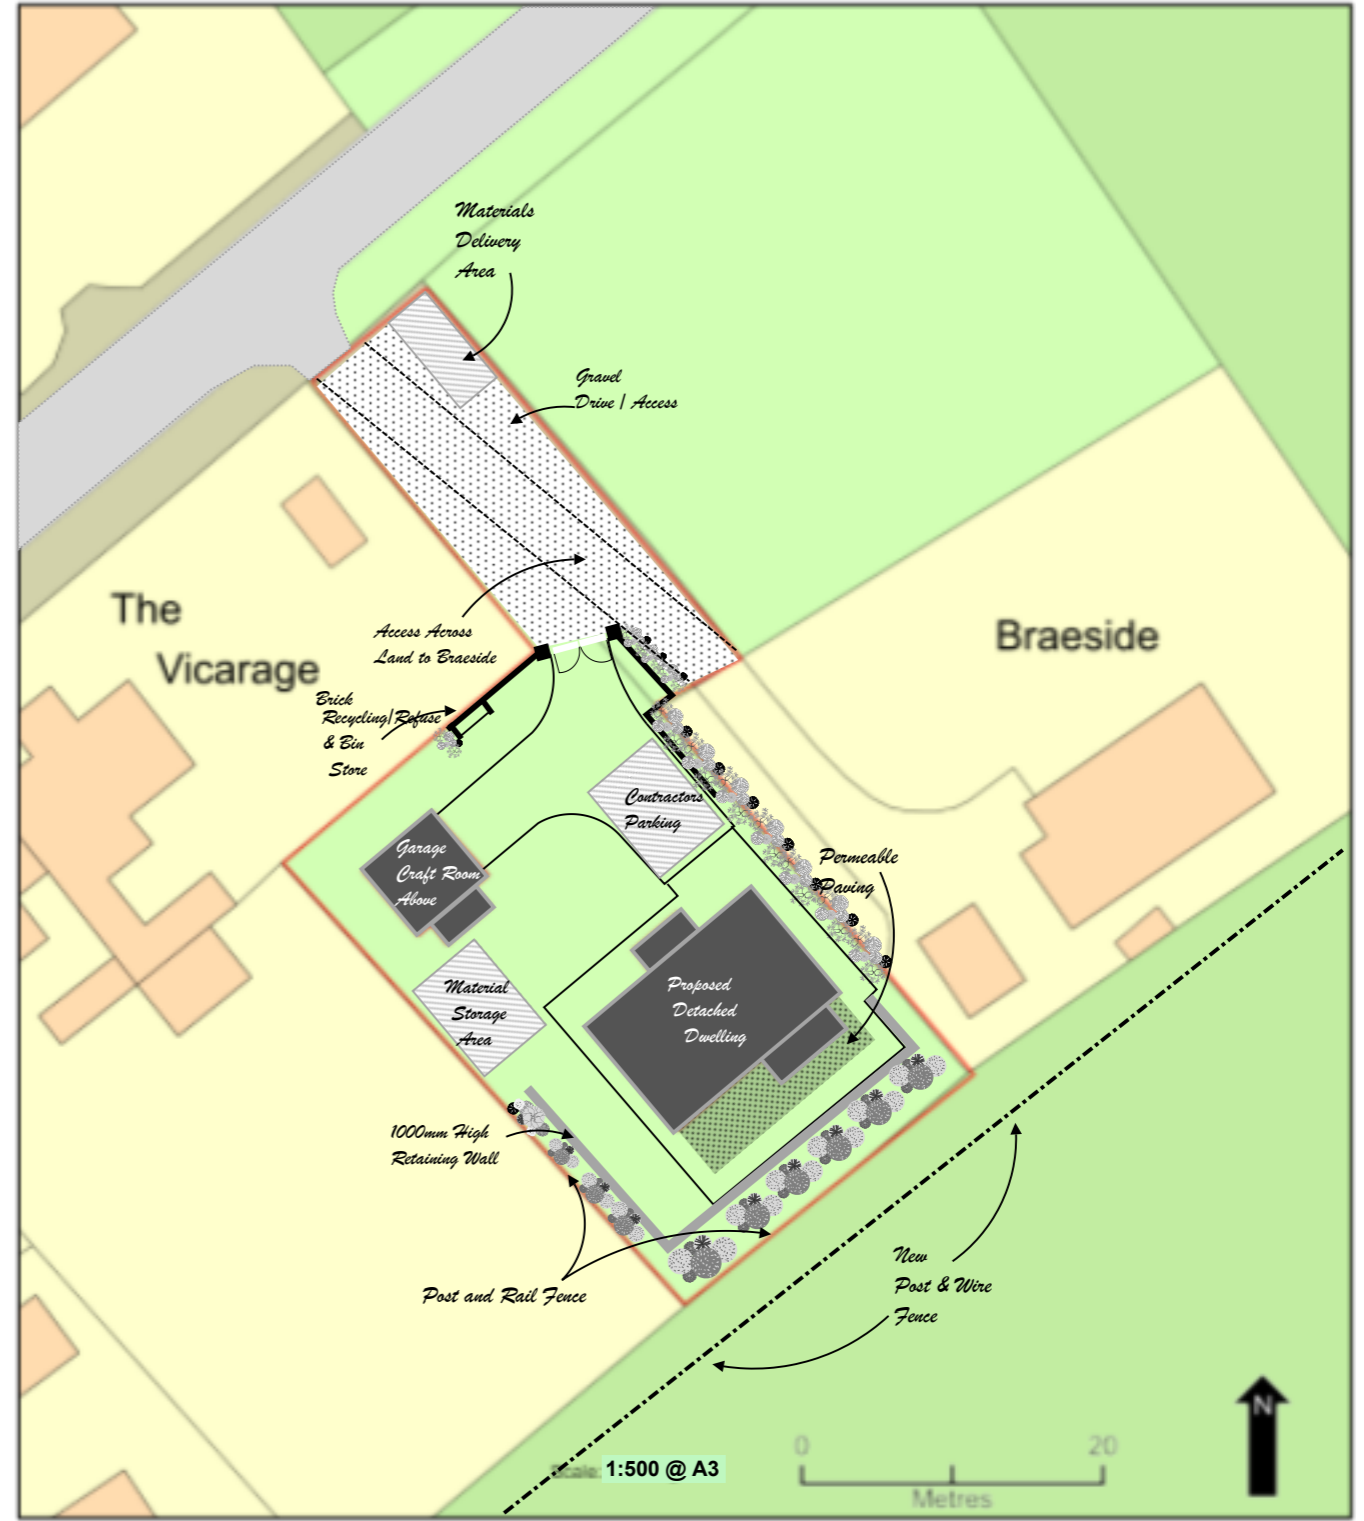 Materials
Delivery
Area
Gravel
Drive / Access
The
Vicarage
Access Across
Land to Braeside
Braeside
Brick
Recycling/Refuse
& Bin
Store
Contractors
Parking
Garage
Craft Room
Above
Permeable
Paving
Material
Storage
Area
Proposed
Detached
Dwelling
1000mm High
Retaining Wall
Post and Rail Fence
New
Post & Wire
Fence
N
Scale: 1:500 @ A3
0 20
Metres